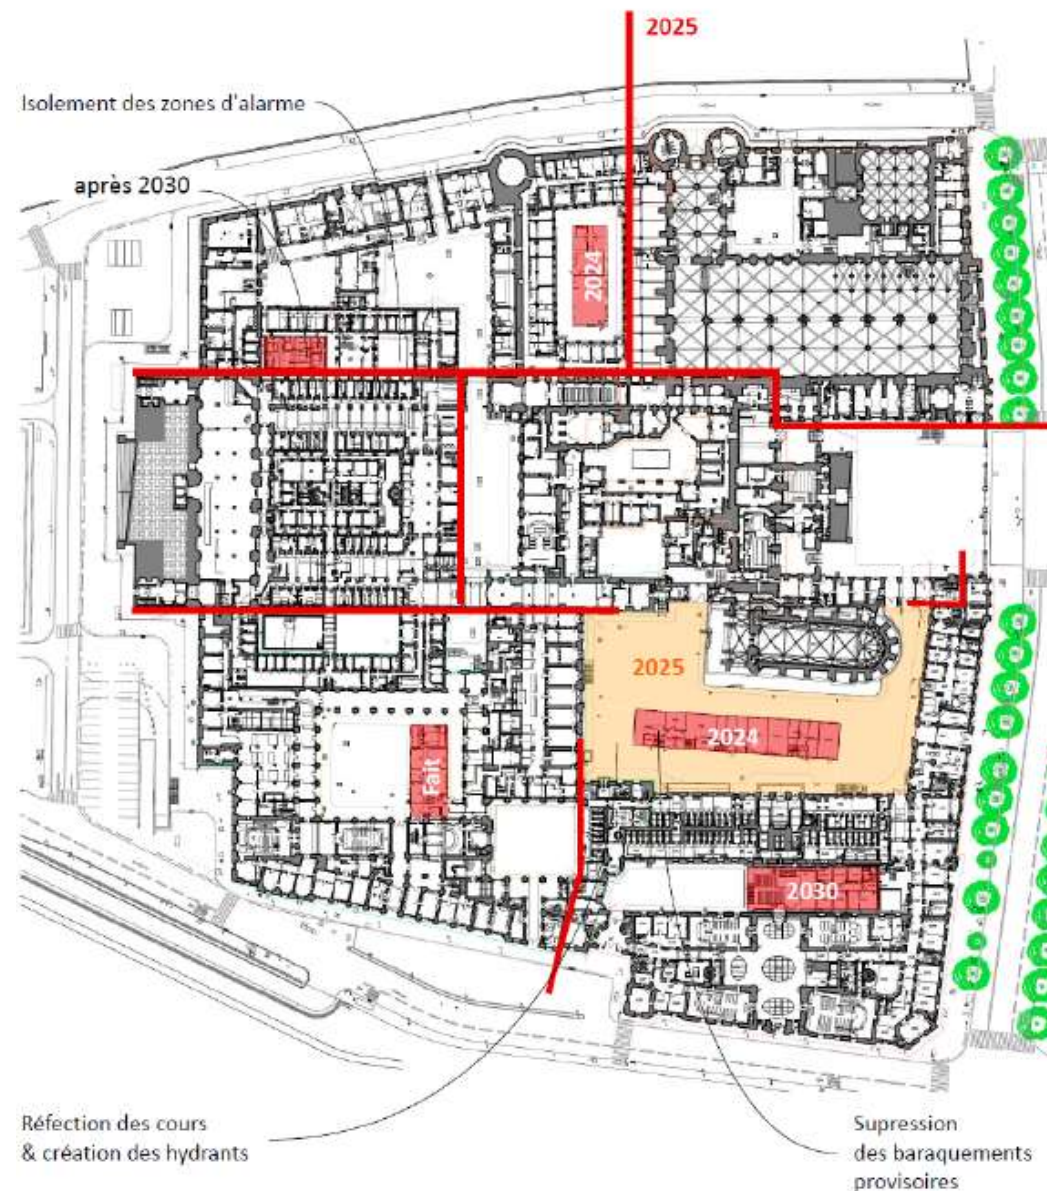 2025
Isolement des zones d'alarme
après 2030
2024
2025
2024
Fait
2030
Réfection des cours
& création des hydrants
Supression
des baraquements
provisoires